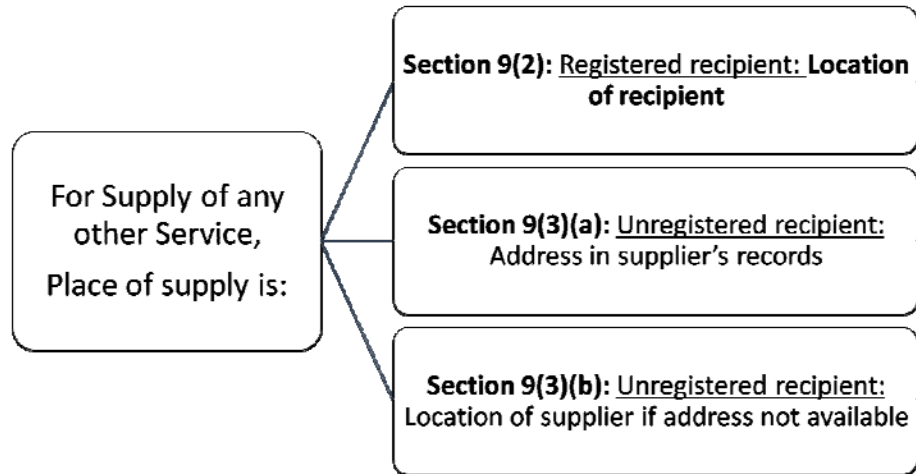 For Supply of any
other Service,
Place of supply is:
Section 9(2): Registered recipient: Location
of recipient
Section 9(3)(a): Unregistered recipient:
Address in supplier's records
Section 9(3)(b): Unregistered recipient:
Location of supplier if address not available